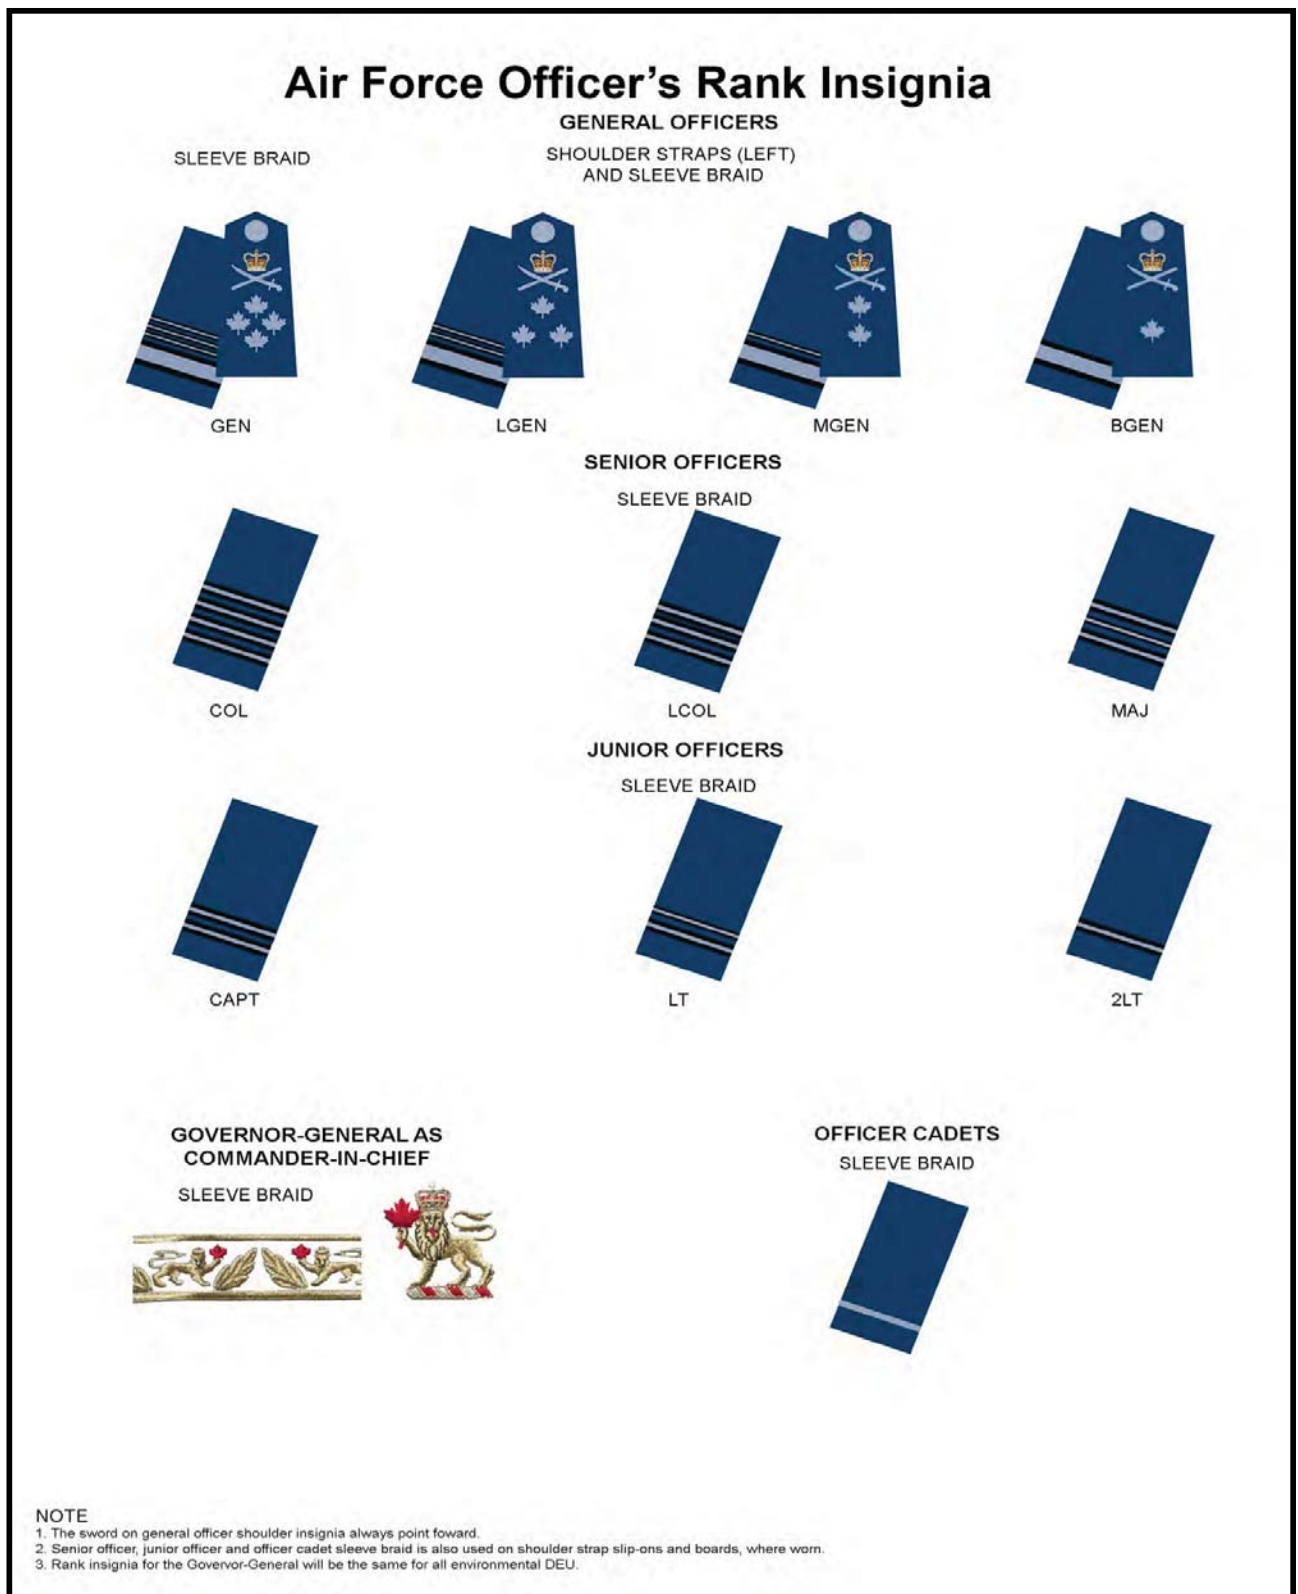 Air Force Officer's Rank Insignia
GENERAL OFFICERS
SLEEVE BRAID
SHOULDER STRAPS (LEFT)
AND SLEEVE BRAID
GEN
LGEN
MGEN
BGEN
SENIOR OFFICERS
SLEEVE BRAID
COL
LCOL
MAJ
JUNIOR OFFICERS
SLEEVE BRAID
CAPT
LT
2LT
GOVERNOR-GENERAL AS
COMMANDER-IN-CHIEF
SLEEVE BRAID
OFFICER CADETS
SLEEVE BRAID
NOTE
1. The sword on general officer shoulder insignia always point foward.
2. Senior officer, junior officer and officer cadet sleeve braid is also used on shoulder strap slip-ons and boards, where worn.
3. Rank insignia for the Govervor-General will be the same for all environmental DEU.